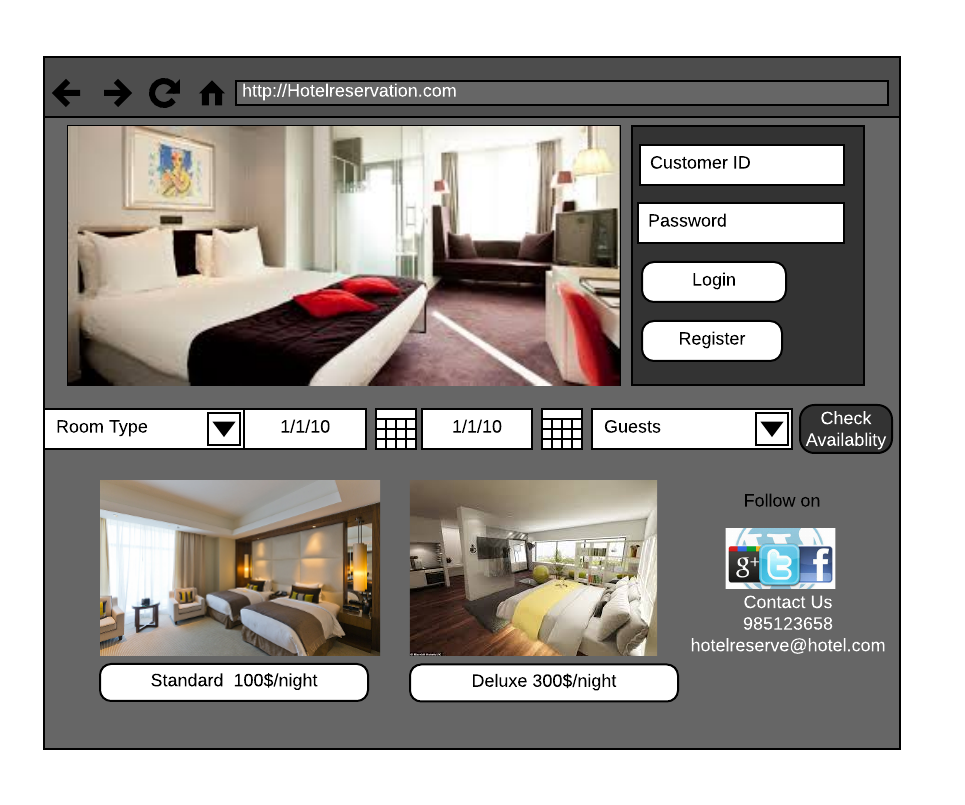 http://Hotelreservation.com
Customer ID
Password
Login
Register
Room Type
1/1/10
1/1/10
Guests
Check
Availablity
Standard  100$/night
Deluxe 300$/night
Follow on
g+
f
Contact Us
985123658
hotelreserve@hotel.com